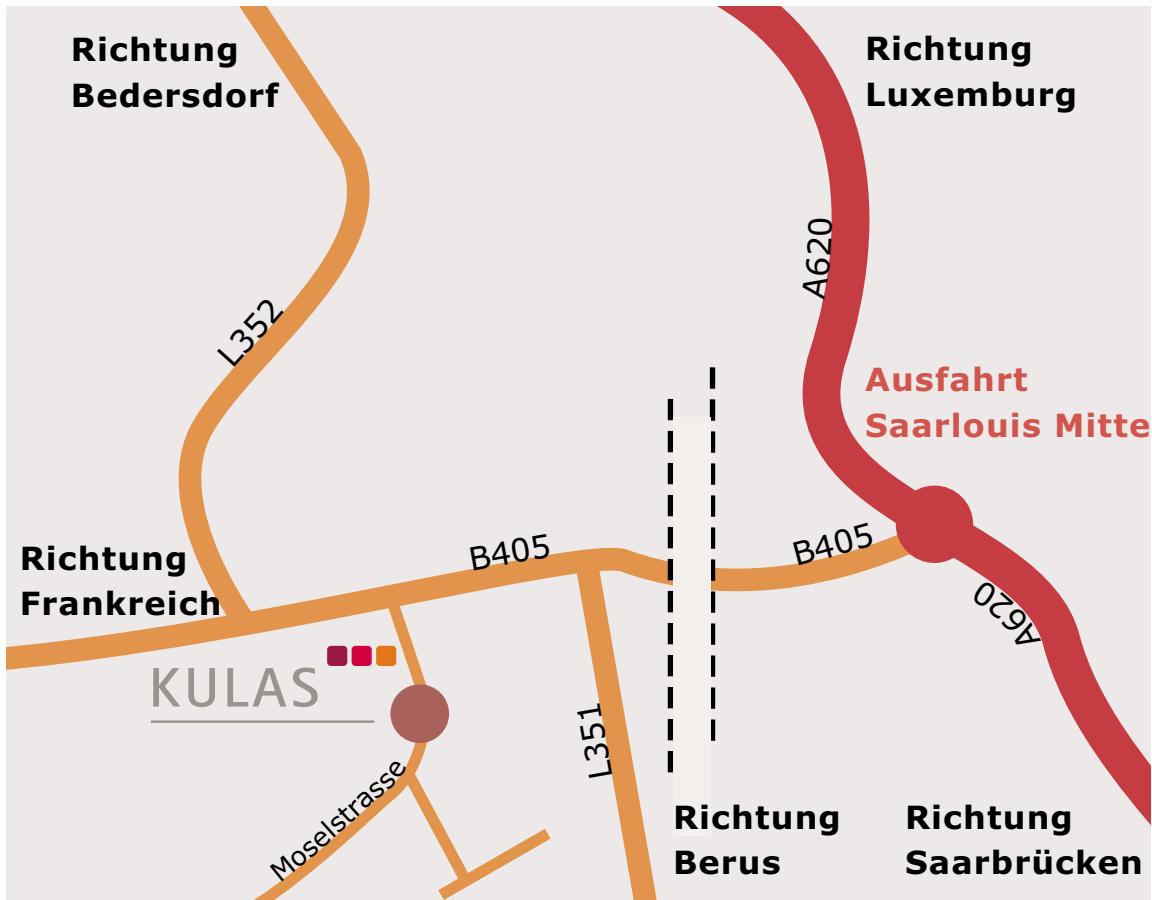 Richtung
Bedersdorf
Richtung
Luxemburg
A620
L352
Ausfahrt
Saarlouis Mitte
B405
B405
Richtung
Frankreich
A620
KULAS
L351
Moselstrasse
Richtung
Berus
Richtung
Saarbrücken